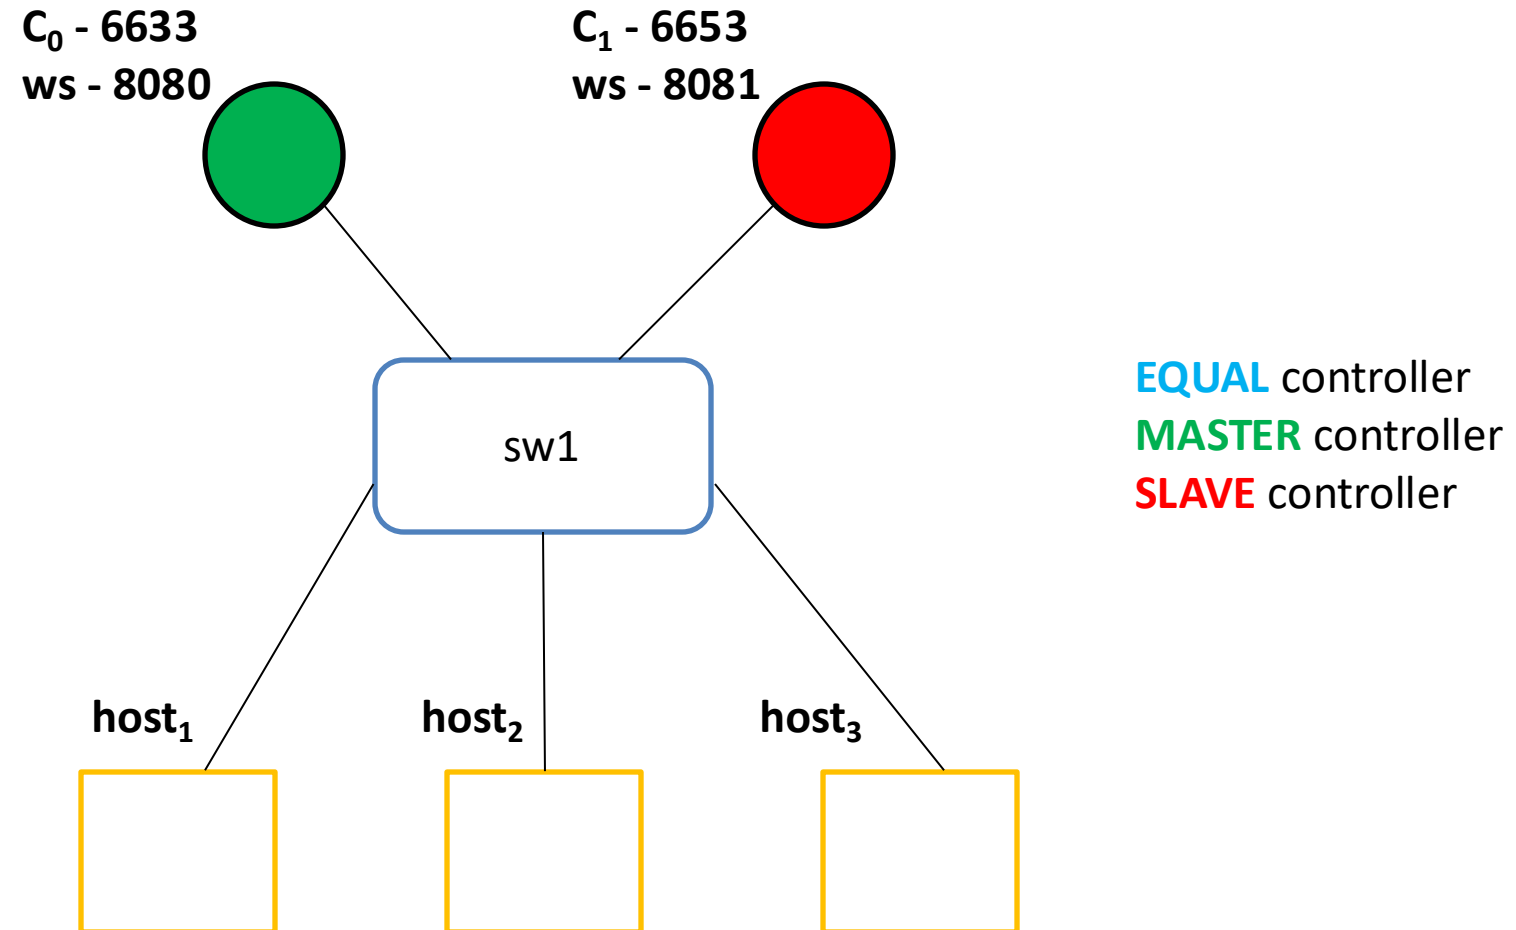 C₀ - 6633
ws - 8080
C₁ - 6653
ws - 8081
EQUAL controller
MASTER controller
SLAVE controller
sw1
host₁
host₂
host₃